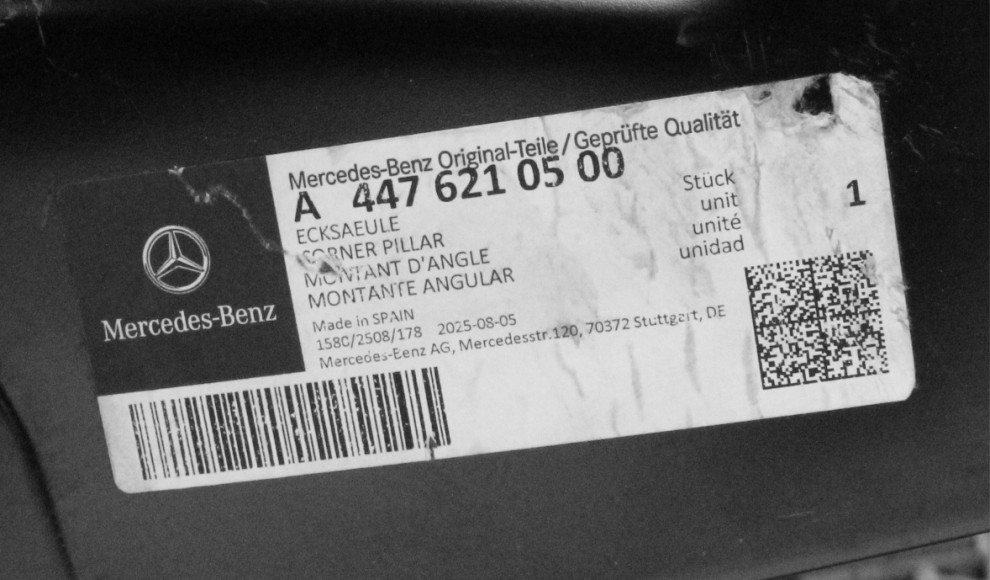 Mercedes-Benz Original-Teile / Geprüfte Qualität
A 447 621 05 00
ECKSAEULE
CORNER PILLAR
MONTANT D'ANGLE
MONTANTE ANGULAR
Stück
unit
unité
unidad
1
Made in SPAIN
158C/2508/178 2025-08-05
Mercedes-Benz AG, Mercedesstr.120, 70372 Stuttgart, DE
Mercedes-Benz